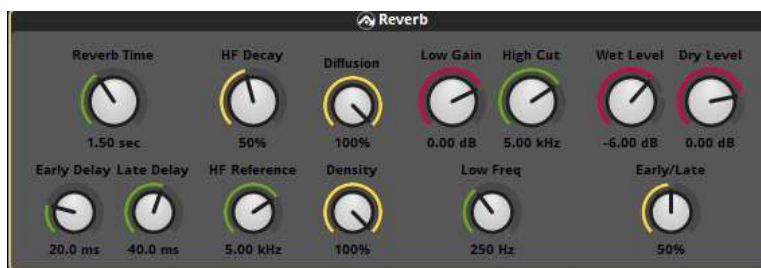 Reverb
Reverb Time HF Decay Diffusion Low Gain High Cut Wet Level Dry Level
1.50 sec 50% 100% 0.00 dB 5.00 kHz -6.00 dB 0.00 dB
Early Delay Late Delay HF Reference Density Low Freq Early/Late
20.0 ms 40.0 ms 5.00 kHz 100% 250 Hz 50%